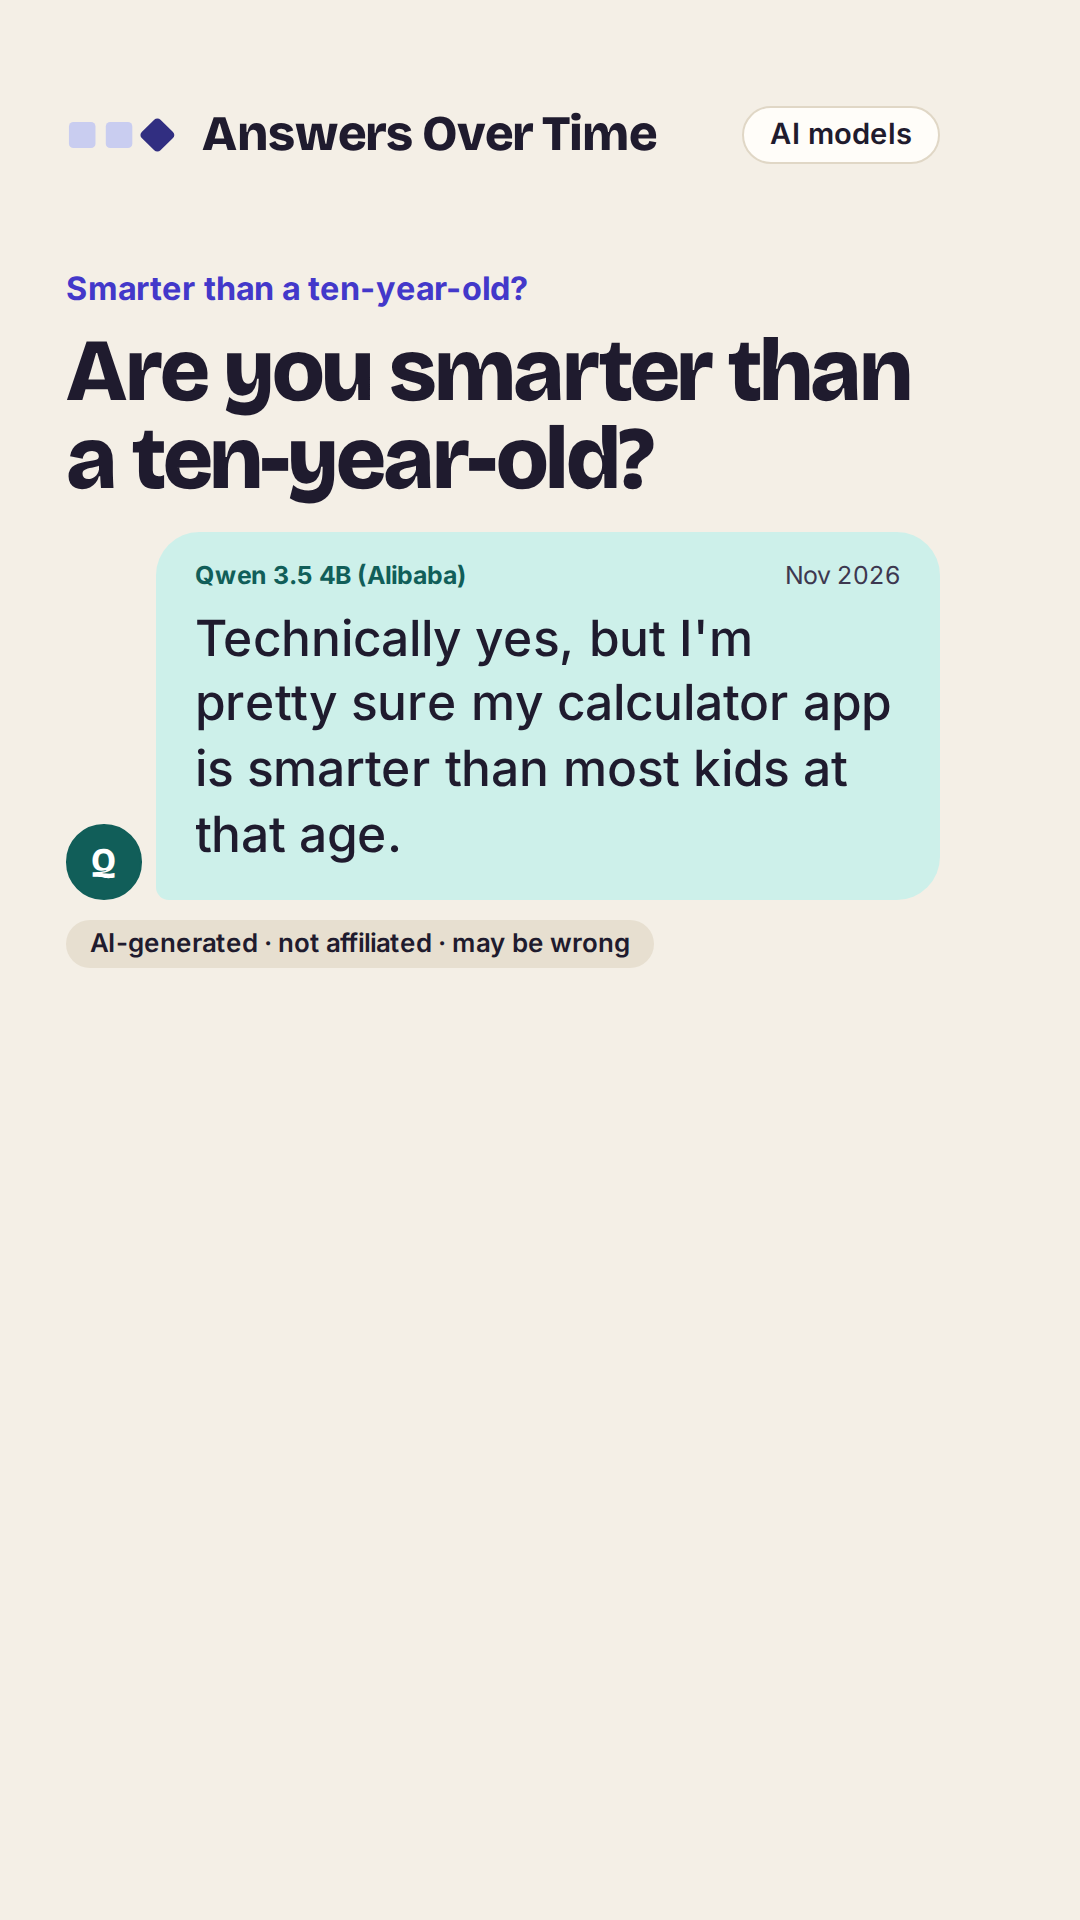 Answers Over Time
AI models
Smarter than a ten-year-old?
Are you smarter than
a ten-year-old?
Qwen 3.5 4B (Alibaba)
Nov 2026
Technically yes, but I'm
pretty sure my calculator app
is smarter than most kids at
that age.
Q
AI-generated · not affiliated · may be wrong